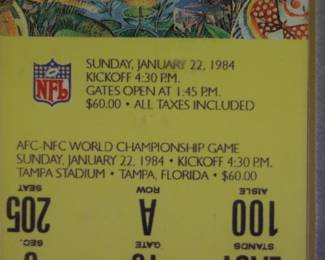 SUNDAY, JANUARY 22, 1984
KICKOFF 4:30 P.M.
GATES OPEN AT 1:45 P.M.
$60.00 • ALL TAXES INCLUDED
NFL
AFC-NFC WORLD CHAMPIONSHIP GAME
SUNDAY, JANUARY 22, 1984 • KICKOFF 4:30 P.M.
TAMPA STADIUM • TAMPA, FLORIDA • $60.00
SEAT ROW AISLE
205 A 100
SEC. GATE STANDS